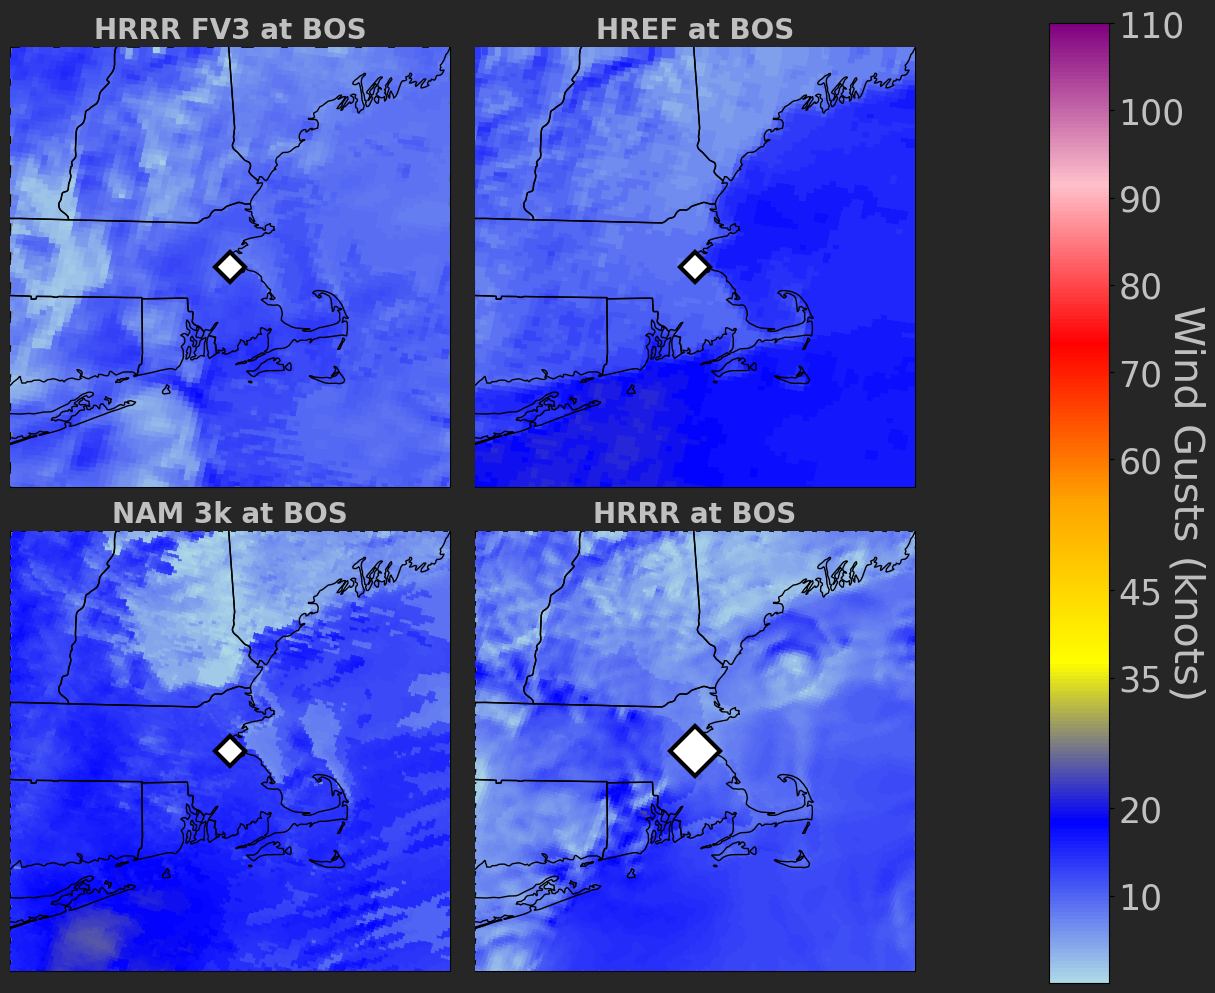 HRRR FV3 at BOS
HREF at BOS
NAM 3k at BOS
HRRR at BOS
110
100
90
80
70
60
45
35
20
10
Wind Gusts (knots)